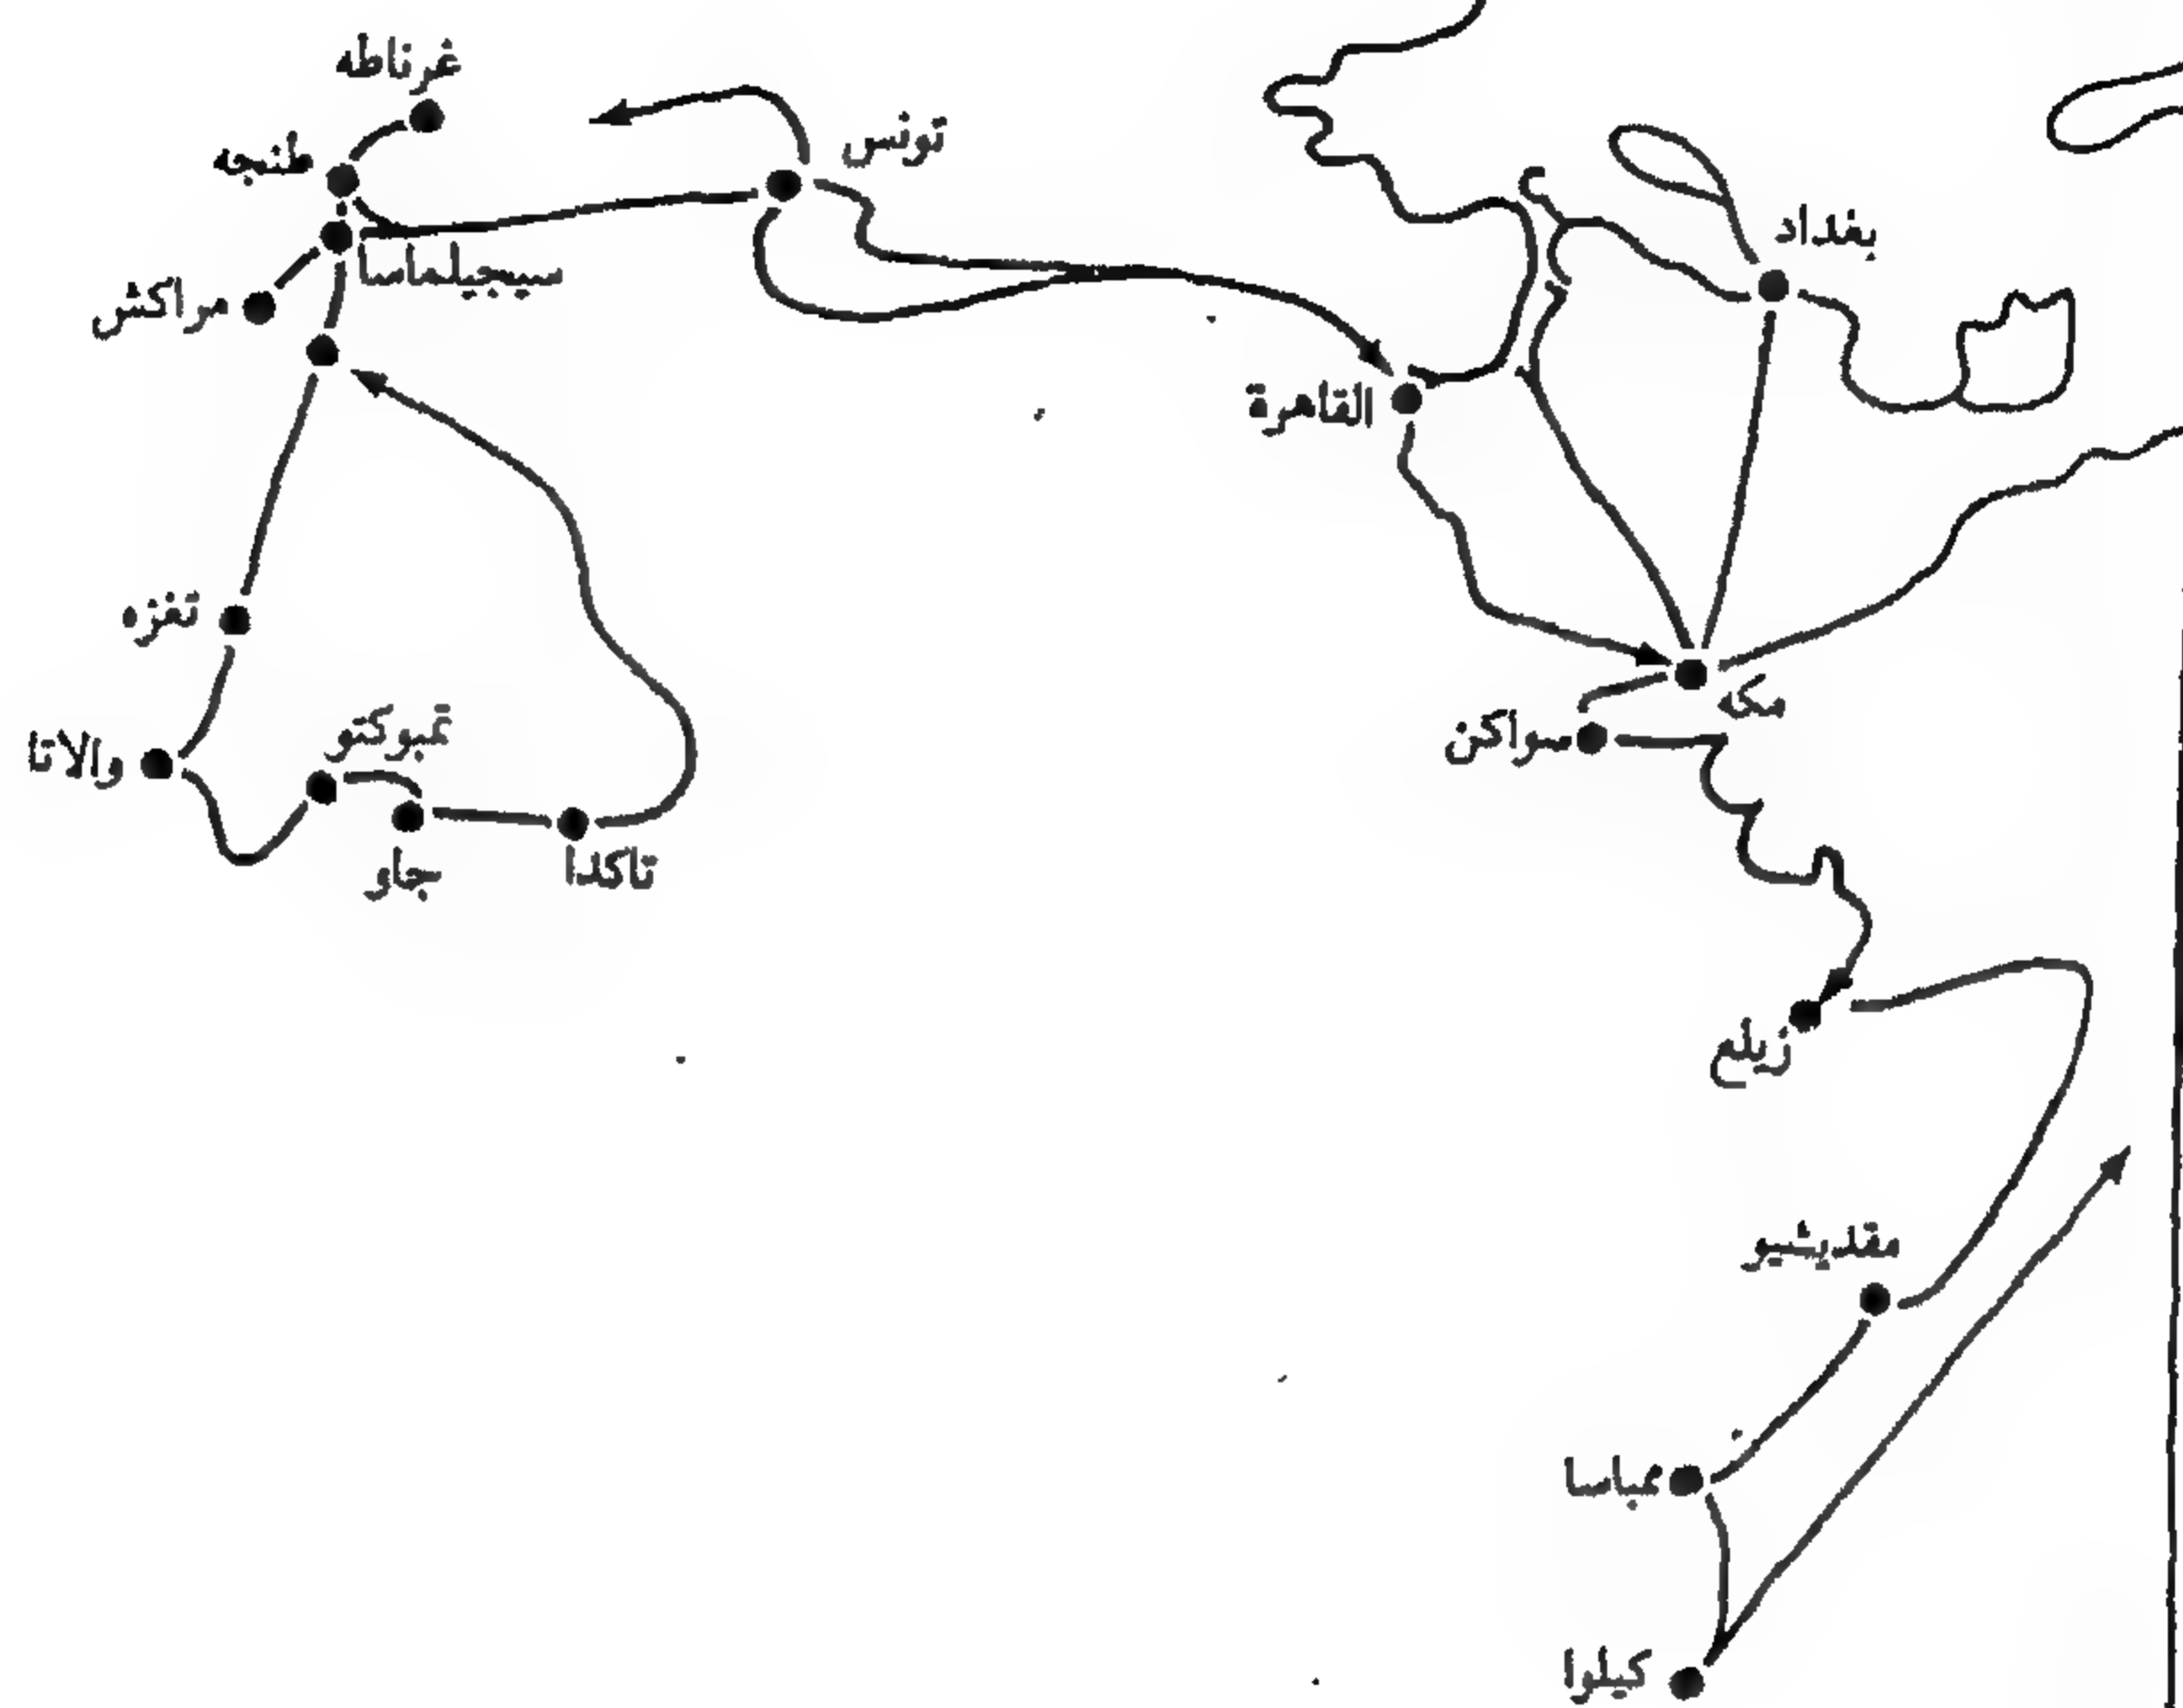 غرناطه
تونس
طنجه
بغداد
سيجيلماسا
مراكش
القاهرة
تغزه
مكه
تمبوكتو
سواكن
والاتا
جاو
تاكدا
زيلع
مقديشيو
ممباسا
كيلوا